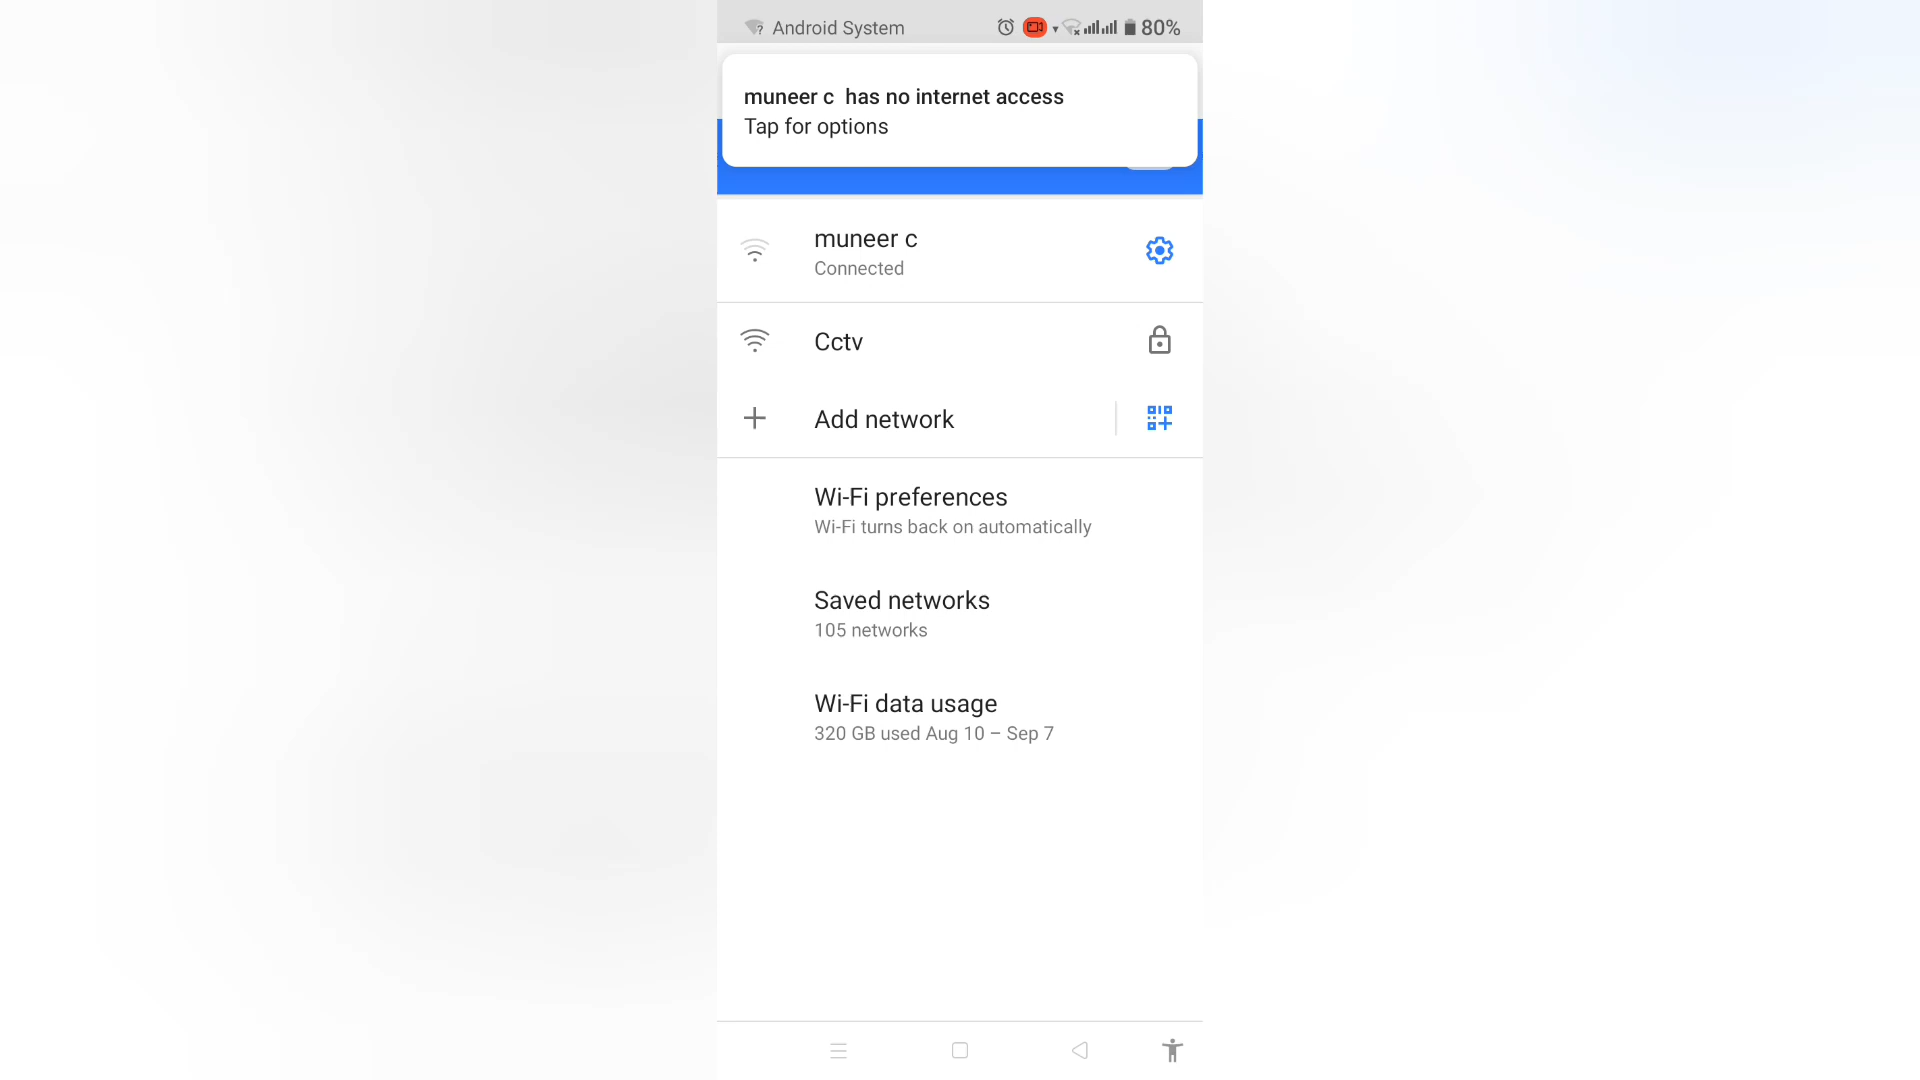 Android System 80%
muneer c  has no internet access
Tap for options
muneer c
Connected
Cctv
Add network
Wi-Fi preferences
Wi-Fi turns back on automatically
Saved networks
105 networks
Wi-Fi data usage
320 GB used Aug 10 – Sep 7